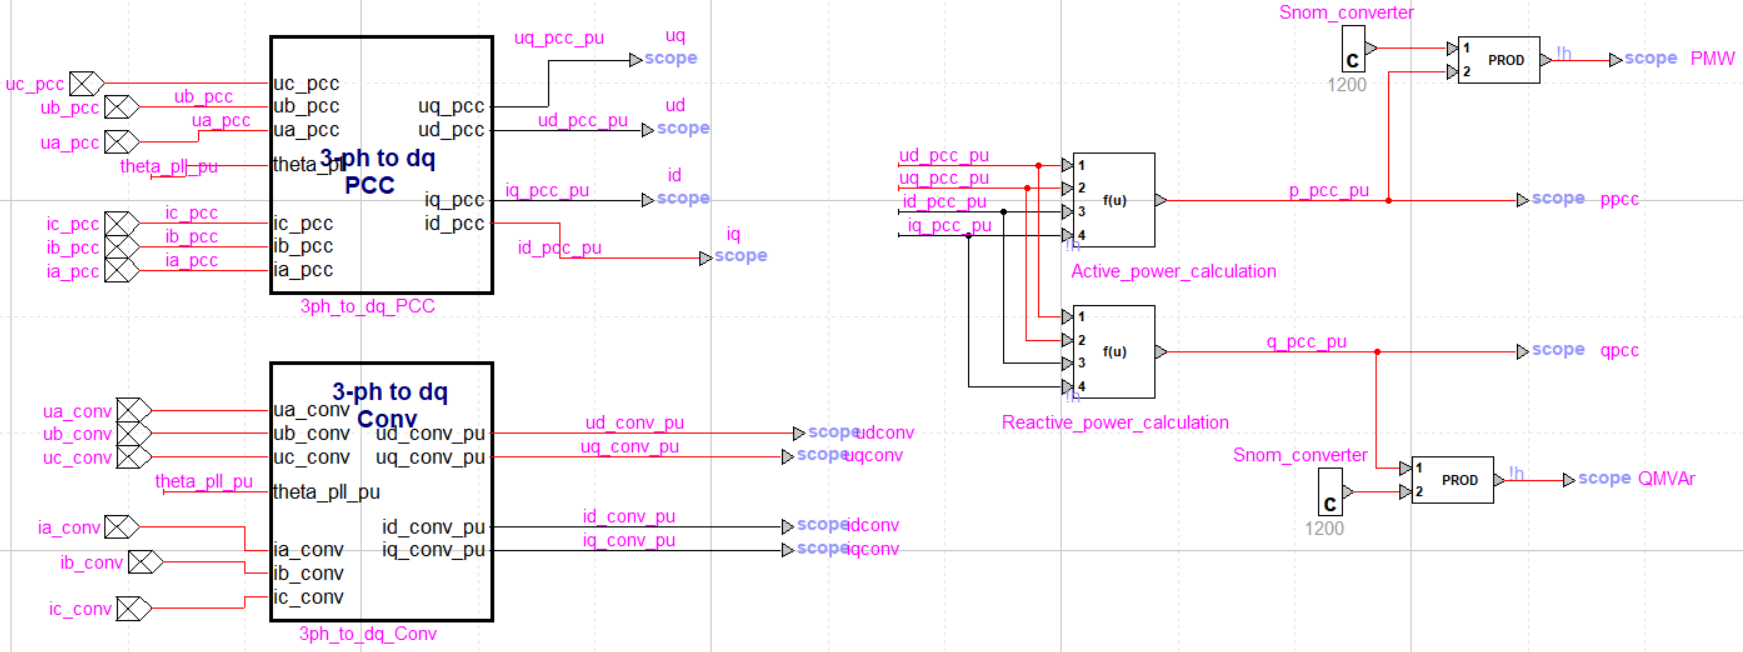 Snom_converter
uq_pcc_pu
uq
scope
uc_pcc
ub_pcc
ub_pcc
ua_pcc
ua_pcc
theta_pll_pu
uc_pcc
ub_pcc
ua_pcc
theta_pll
3-ph to dq
PCC
uq_pcc
ud_pcc
ud_pcc_pu
ud
scope
id
iq_pcc
id_pcc
iq_pcc_pu
scope
id_pcc_pu
iq
scope
ic_pcc
ic_pcc
ib_pcc
ib_pcc
ia_pcc
ia_pcc
ic_pcc
ib_pcc
ia_pcc
3ph_to_dq_PCC
C
1200
1
2
PROD
!h
scope
PMW
ud_pcc_pu
uq_pcc_pu
id_pcc_pu
iq_pcc_pu
1
2
3
4
f(u)
!h
Active_power_calculation
p_pcc_pu
scope
ppcc
1
2
3
4
f(u)
!h
Reactive_power_calculation
q_pcc_pu
scope
qpcc
Snom_converter
C
1200
1
2
PROD
!h
scope
QMVAr
3-ph to dq
Conv
ua_conv
ub_conv
uc_conv
theta_pll_pu
ua_conv
ub_conv
uc_conv
theta_pll_pu
ud_conv_pu
uq_conv_pu
ud_conv_pu
uq_conv_pu
scope
udconv
scope
uqconv
ia_conv
ib_conv
ic_conv
ia_conv
ib_conv
ic_conv
id_conv_pu
iq_conv_pu
id_conv_pu
iq_conv_pu
scope
idconv
scope
iqconv
3ph_to_dq_Conv